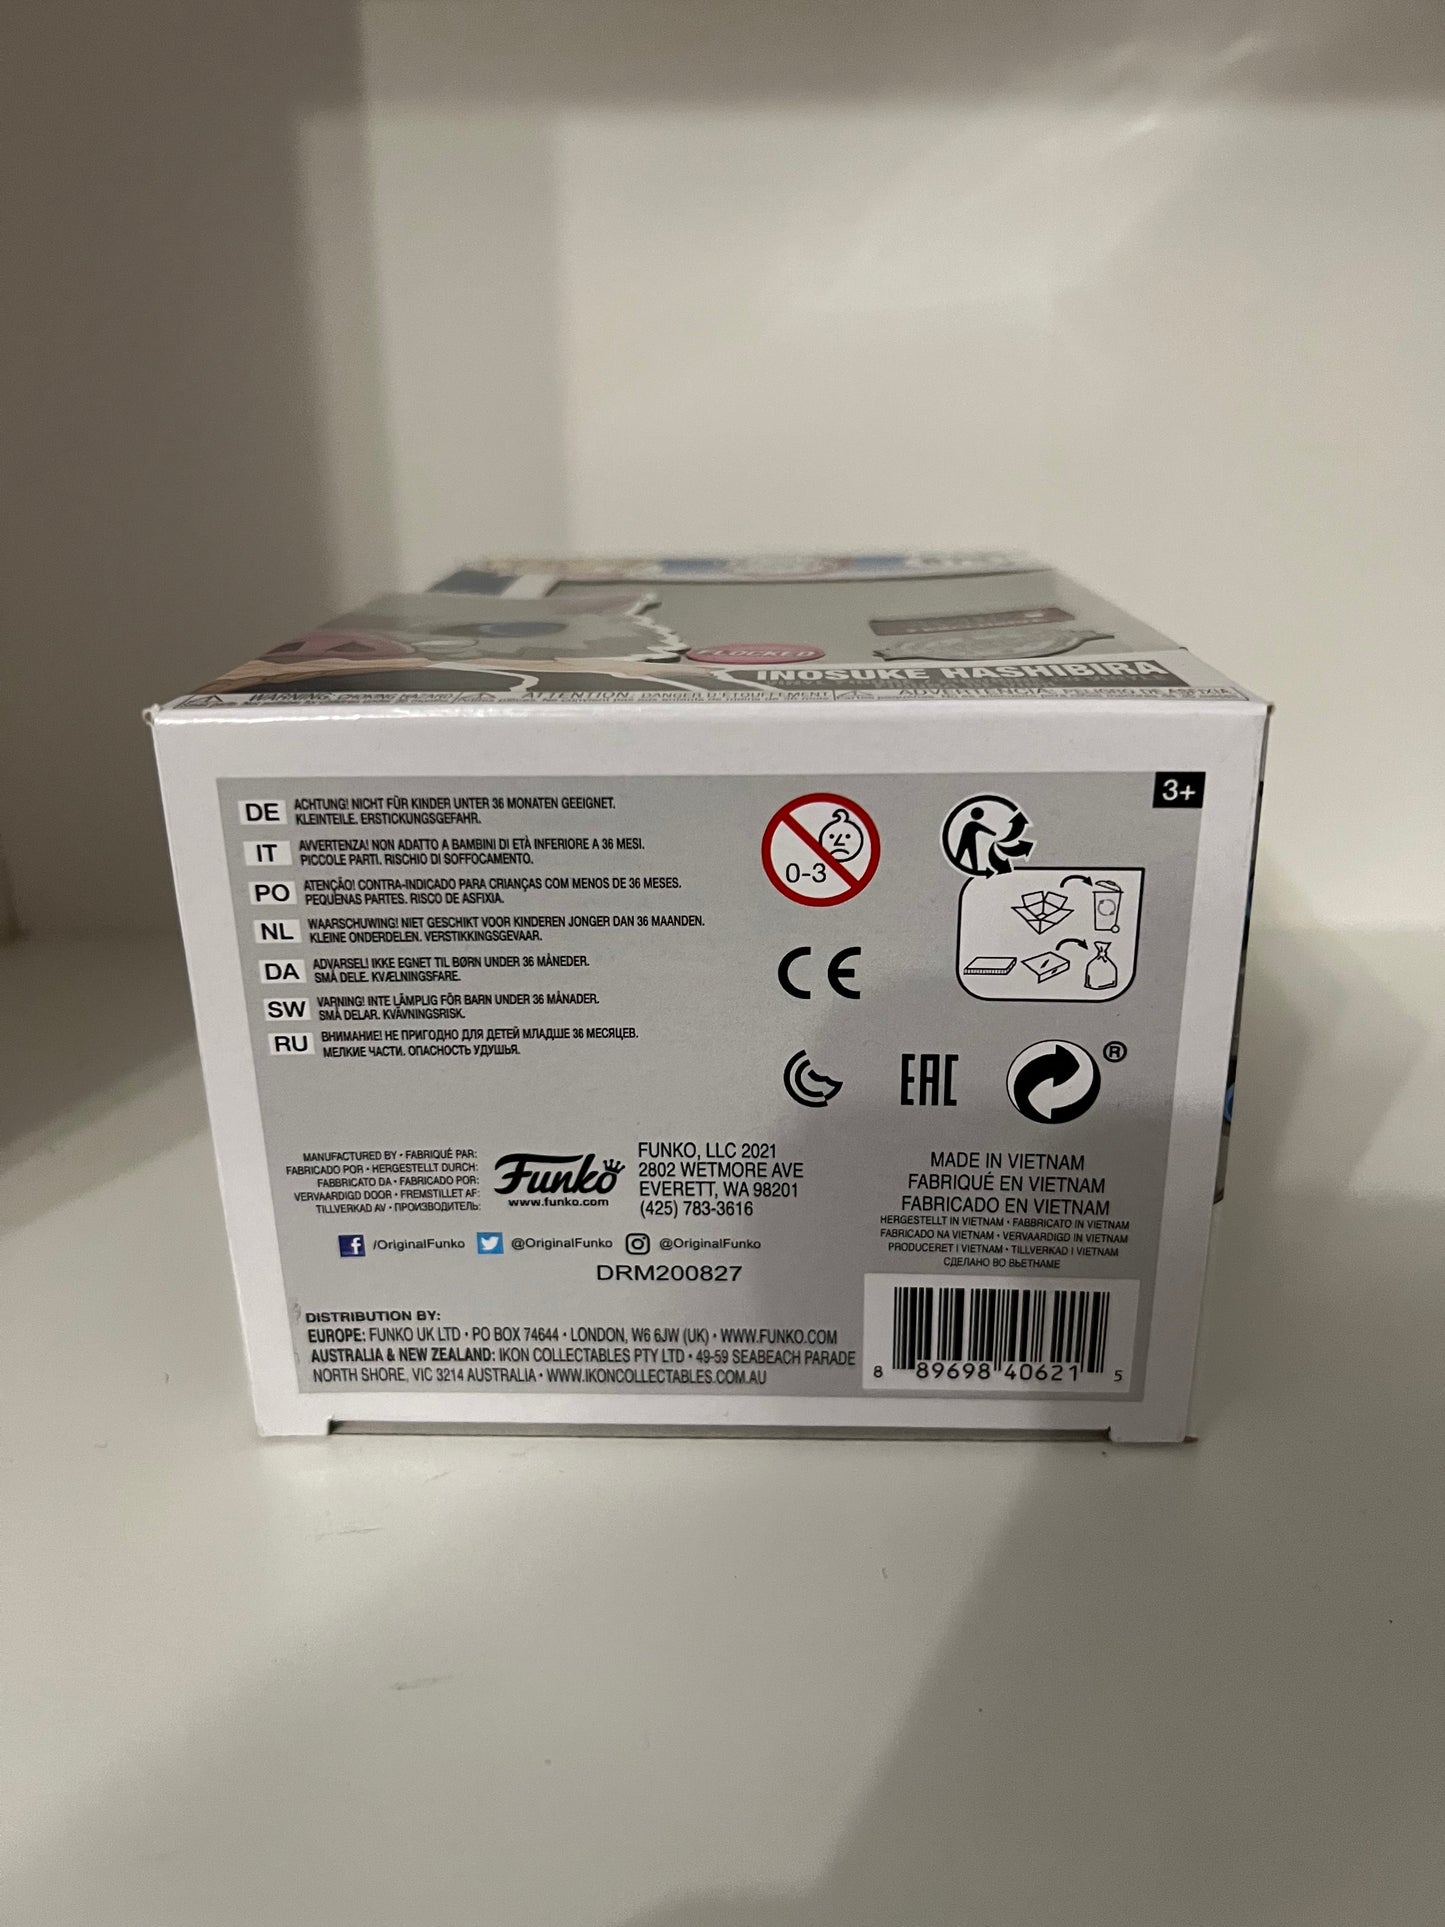 FLOCKED
INOSUKE HASHIBIRA
WARNING: CHOKING HAZARD
ATTENTION: DANGER D'ÉTOUFFEMENT
ADVERTENCIA: PELIGRO DE ASFIXIA
3+
DE ACHTUNG! NICHT FÜR KINDER UNTER 36 MONATEN GEEIGNET.
KLEINTEILE. ERSTICKUNGSGEFAHR.
IT AVVERTENZA! NON ADATTO A BAMBINI DI ETÀ INFERIORE A 36 MESI.
PICCOLE PARTI. RISCHIO DI SOFFOCAMENTO.
PO ATENÇÃO! CONTRA-INDICADO PARA CRIANÇAS COM MENOS DE 36 MESES.
PEQUENAS PARTES. RISCO DE ASFIXIA.
NL WAARSCHUWING! NIET GESCHIKT VOOR KINDEREN JONGER DAN 36 MAANDEN.
KLEINE ONDERDELEN. VERSTIKKINGSGEVAAR.
DA ADVARSEL! IKKE EGNET TIL BØRN UNDER 36 MÅNEDER.
SMÅ DELE. KVÆLNINGSFARE.
SW VARNING! INTE LÄMPLIG FÖR BARN UNDER 36 MÅNADER.
SMÅ DELAR. KVÄVNINGSRISK.
RU ВНИМАНИЕ! НЕ ПРИГОДНО ДЛЯ ДЕТЕЙ МЛАДШЕ 36 МЕСЯЦЕВ.
МЕЛКИЕ ЧАСТИ. ОПАСНОСТЬ УДУШЬЯ.
0-3
CE
EAC
®
MANUFACTURED BY • FABRIQUÉ PAR:
FABRICADO POR • HERGESTELLT DURCH:
FABBRICATO DA • FABRICADO POR:
VERVAARDIGD DOOR • FREMSTILLET AF:
TILLVERKAD AV • ПРОИЗВОДИТЕЛЬ:
Funko
www.funko.com
FUNKO, LLC 2021
2802 WETMORE AVE
EVERETT, WA 98201
(425) 783-3616
/OriginalFunko @OriginalFunko @OriginalFunko
DRM200827
MADE IN VIETNAM
FABRIQUÉ EN VIETNAM
FABRICADO EN VIETNAM
HERGESTELLT IN VIETNAM • FABBRICATO IN VIETNAM
FABRICADO NA VIETNAM • VERVAARDIGD IN VIETNAM
PRODUCERET I VIETNAM • TILLVERKAD I VIETNAM
СДЕЛАНО ВО ВЬЕТНАМЕ
DISTRIBUTION BY:
EUROPE: FUNKO UK LTD • PO BOX 74644 • LONDON, W6 6JW (UK) • WWW.FUNKO.COM
AUSTRALIA & NEW ZEALAND: IKON COLLECTABLES PTY LTD • 49-59 SEABEACH PARADE
NORTH SHORE, VIC 3214 AUSTRALIA • WWW.IKONCOLLECTABLES.COM.AU
8 89698 40621 5